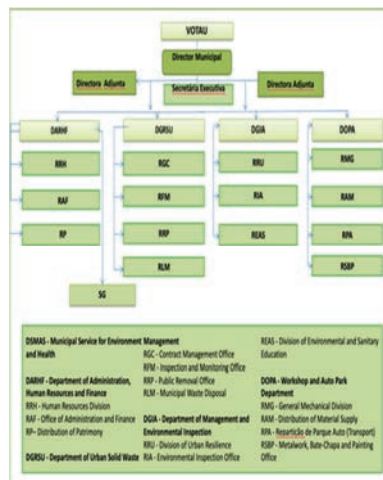 VOTAU
Director Municipal
Directora Adjunta
Directora Adjunta
Secretária Executiva
DARHF
DGRSU
DGIA
DOPA
RRH
RGC
RRU
RMG
RAF
RFM
RIA
RAM
RP
RRP
REAS
RPA
RLM
RSBP
SG
DSMAS - Municipal Service for Environment
and Health
DARHF - Department of Administration,
Human Resources and Finance
RRH - Human Resources Division
RAF - Office of Administration and Finance
RP– Distribution of Patrimony
DGRSU - Department of Urban Solid Waste
Management
RGC - Contract Management Office
RFM - Inspection and Monitoring Office
RRP - Public Removal Office
RLM - Municipal Waste Disposal
DGIA - Department of Management and
Environmental Inspection
RRU - Division of Urban Resilience
RIA - Environmental Inspection Office
REAS - Division of Environmental and Sanitary
Education
DOPA - Workshop and Auto Park
Department
RMG - General Mechanical Division
RAM - Distribution of Material Supply
RPA - Repartição de Parque Auto (Transport)
RSBP - Metalwork, Bate-Chapa and Painting
Office